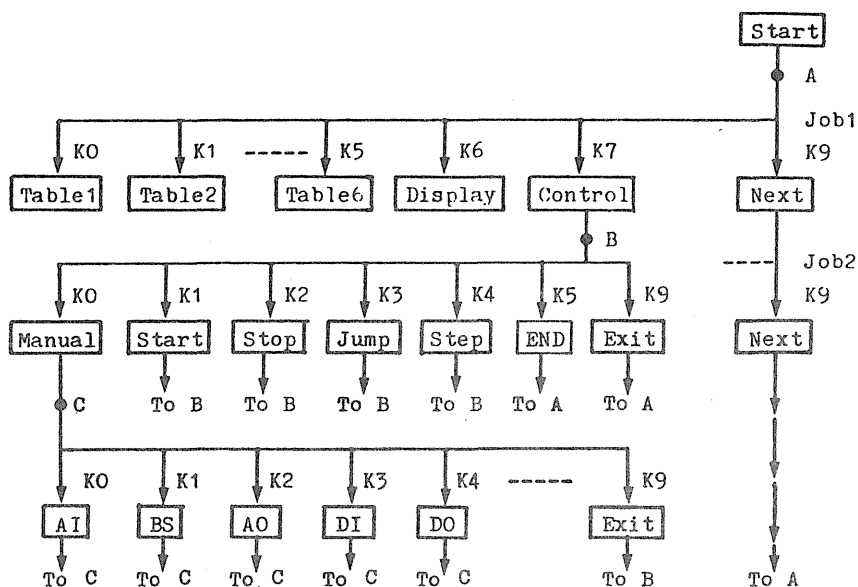 Start
A
Job1
K0 K1 ----- K5 K6 K7 K9
Table1 Table2 Table6 Display Control Next
B
---- Job2
K0 K1 K2 K3 K4 K5 K9 K9
Manual Start Stop Jump Step END Exit Next
C To B To B To B To B To A To A
K0 K1 K2 K3 K4 ----- K9
AI BS AO DI DO Exit
To C To C To C To C To C To B To A